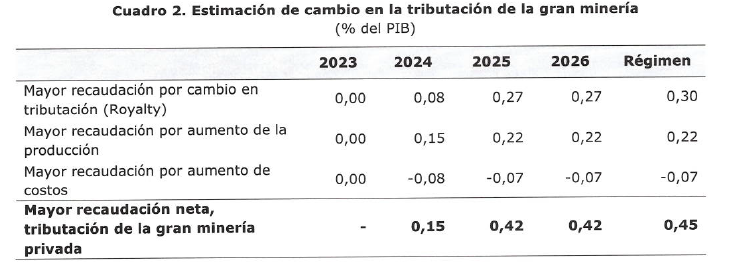 Cuadro 2. Estimación de cambio en la tributación de la gran minería
(% del PIB)
2023 2024 2025 2026 Régimen
Mayor recaudación por cambio en
tributación (Royalty) 0,00 0,08 0,27 0,27 0,30
Mayor recaudación por aumento de la
producción 0,00 0,15 0,22 0,22 0,22
Mayor recaudación por aumento de
costos 0,00 -0,08 -0,07 -0,07 -0,07
Mayor recaudación neta,
tributación de la gran minería
privada - 0,15 0,42 0,42 0,45